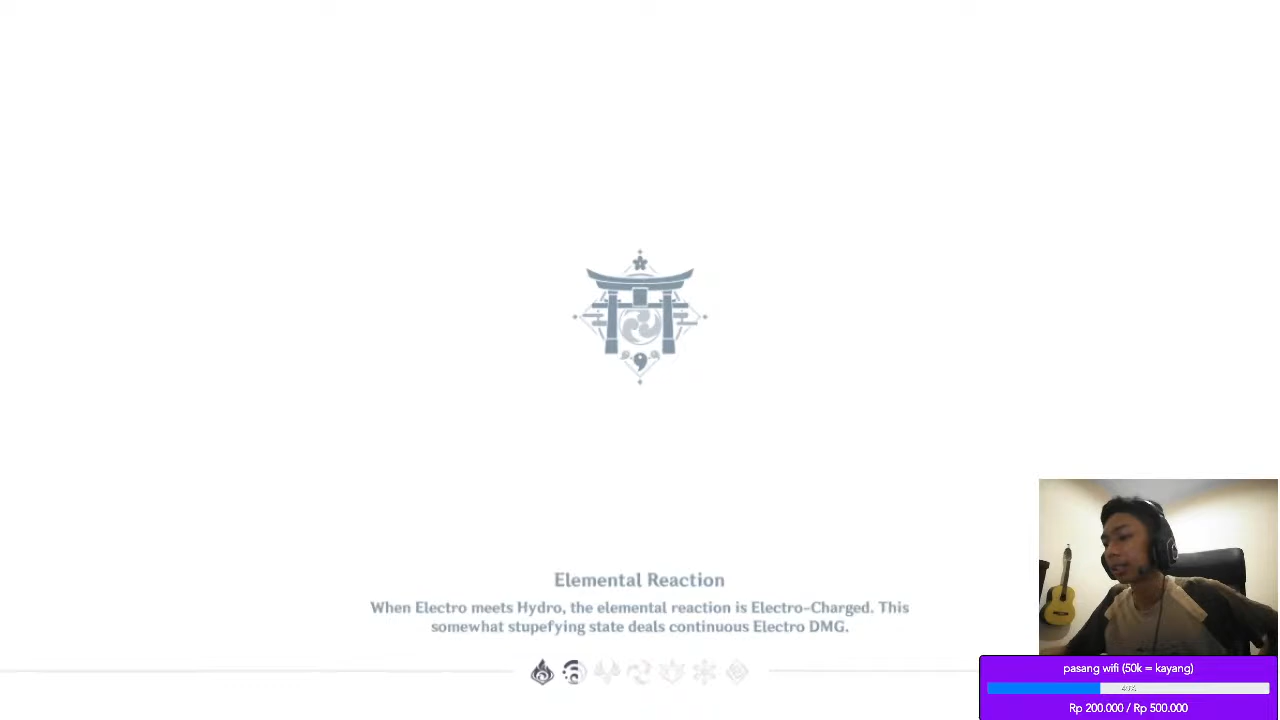 Elemental Reaction
When Electro meets Hydro, the elemental reaction is Electro-Charged. This
somewhat stupefying state deals continuous Electro DMG.
pasang wifi (50k = kayang)
40%
Rp 200.000 / Rp 500.000